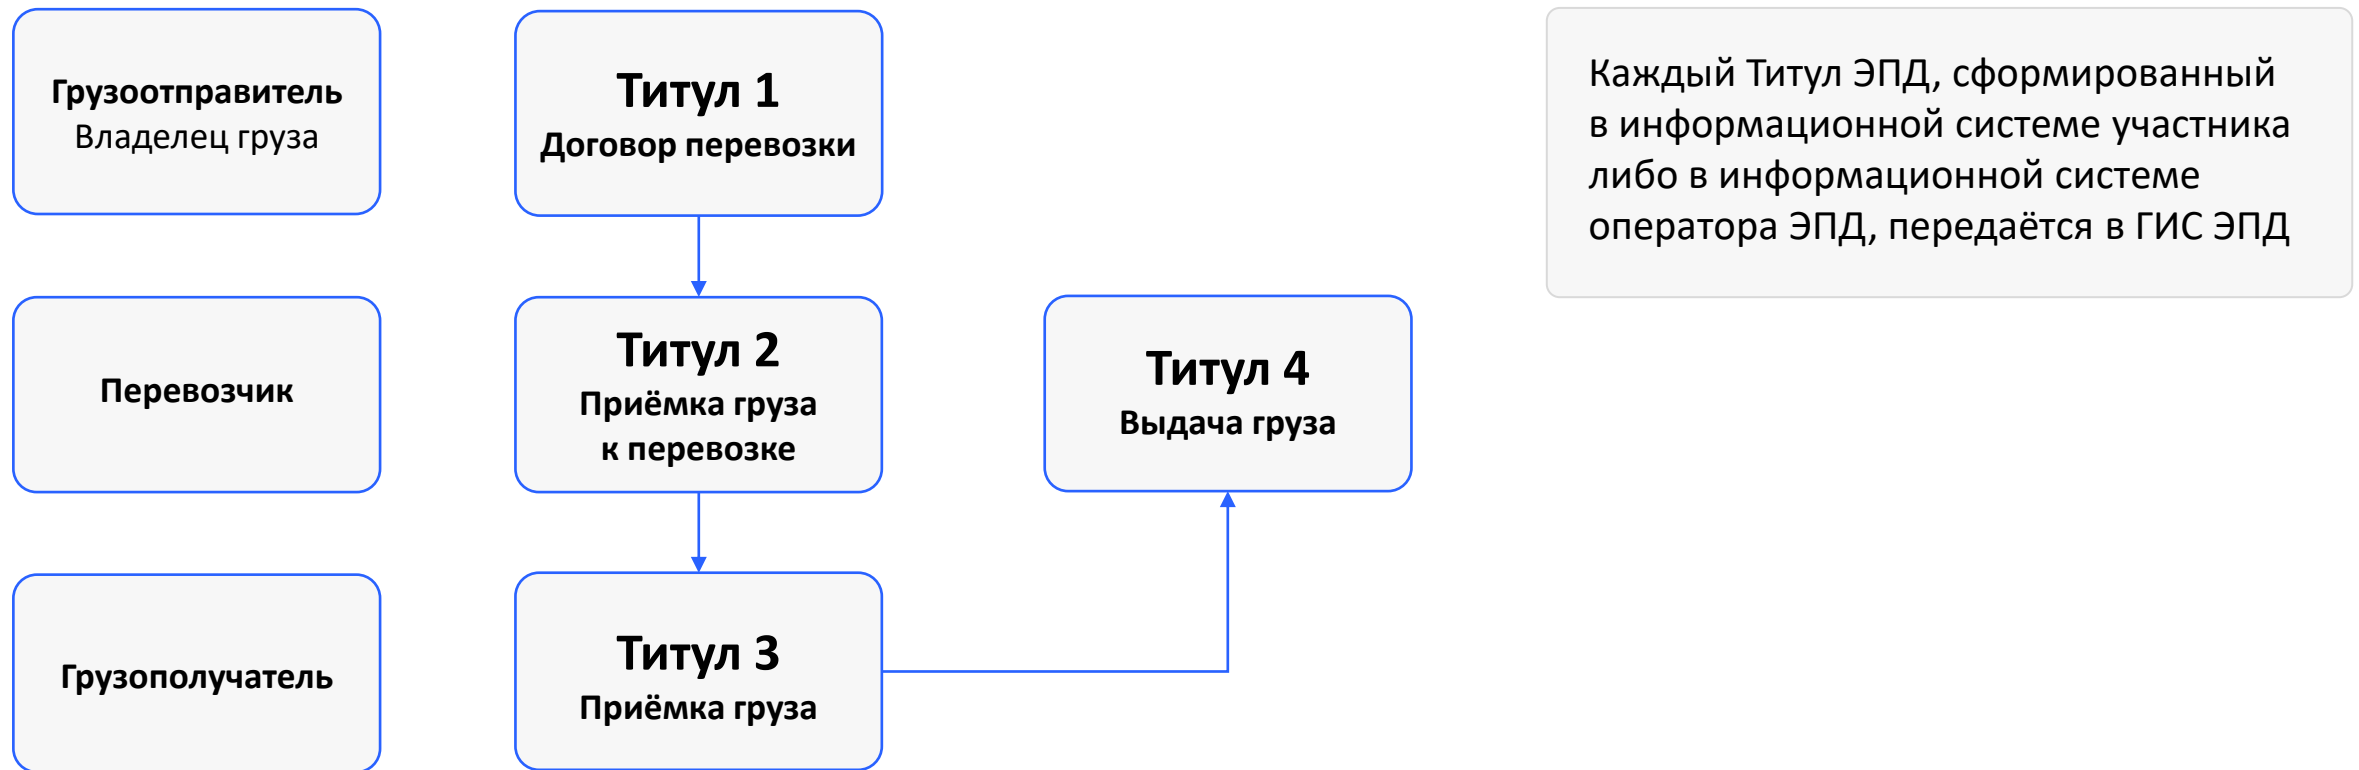 Грузоотправитель
Владелец груза
Титул 1
Договор перевозки
Каждый Титул ЭПД, сформированный
в информационной системе участника
либо в информационной системе
оператора ЭПД, передаётся в ГИС ЭПД
Перевозчик
Титул 2
Приёмка груза
к перевозке
Титул 4
Выдача груза
Грузополучатель
Титул 3
Приёмка груза